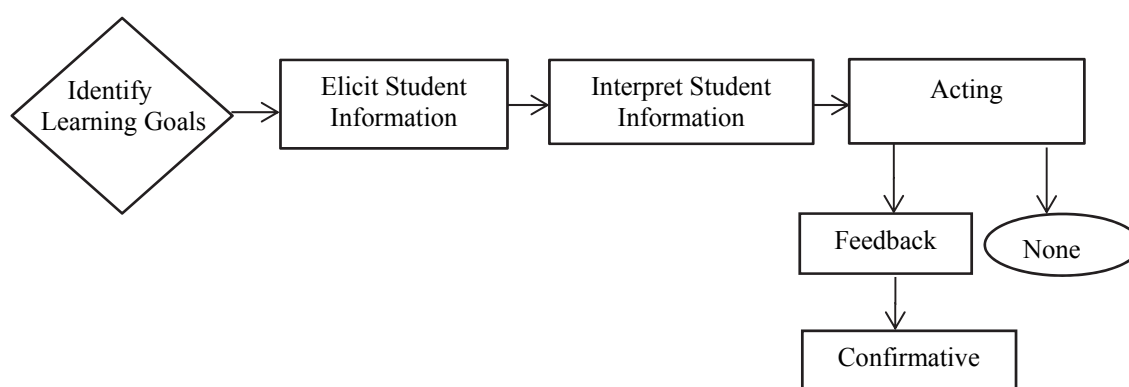 Identify
Learning Goals
Elicit Student
Information
Interpret Student
Information
Acting
Feedback
None
Confirmative